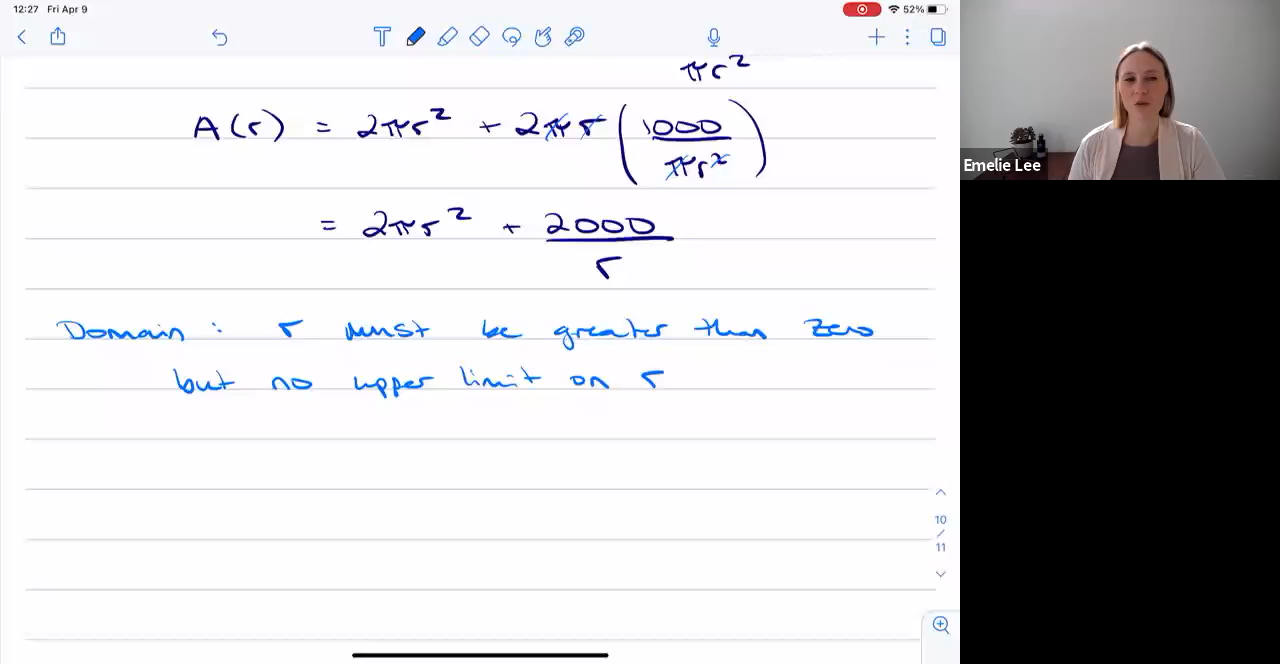 12:27 Fri Apr 9
52%
T
πr²
A(r) = 2πr² + 2πr (1000 / πr²)
= 2πr² + 2000 / r
Domain : r must be greater than zero
but no upper limit on r
10
/
11
Emelie Lee